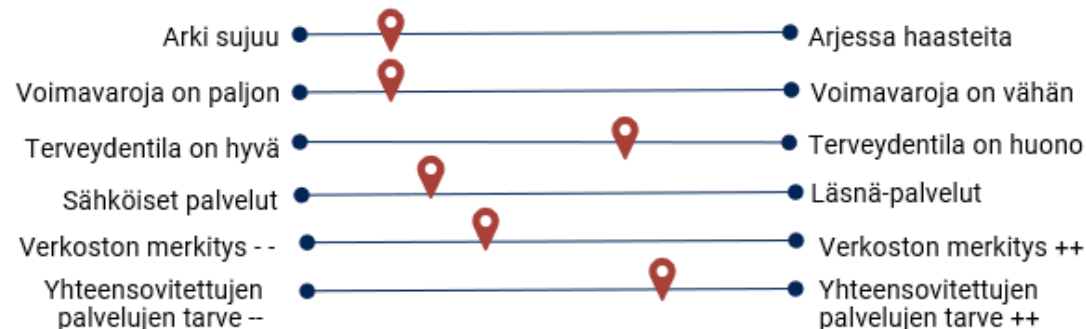 Arki sujuu
Arjessa haasteita
Voimavaroja on paljon
Voimavaroja on vähän
Terveydentila on hyvä
Terveydentila on huono
Sähköiset palvelut
Läsnä-palvelut
Verkoston merkitys - -
Verkoston merkitys ++
Yhteensovitettujen
palvelujen tarve --
Yhteensovitettujen
palvelujen tarve ++